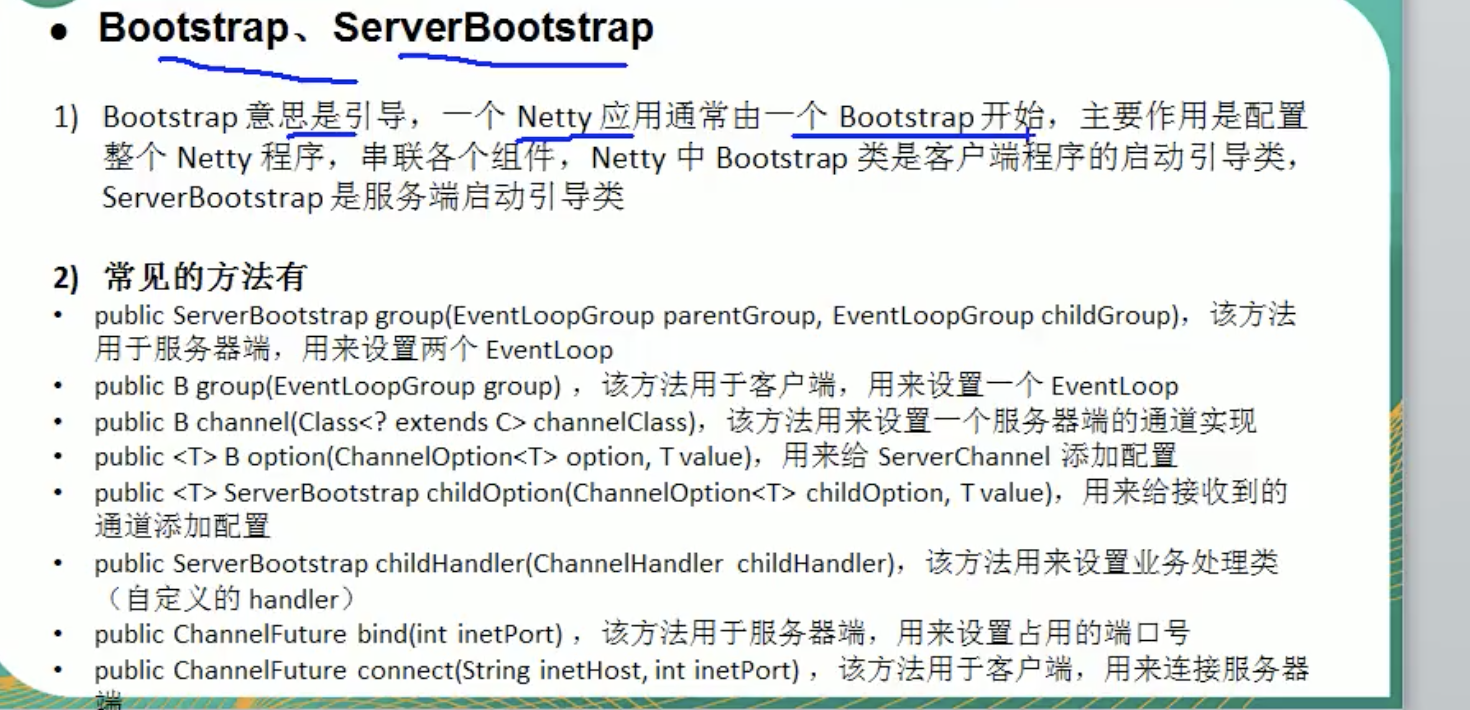 ● Bootstrap、ServerBootstrap
1) Bootstrap 意思是引导，一个 Netty 应用通常由一个 Bootstrap 开始，主要作用是配置
整个 Netty 程序，串联各个组件，Netty 中 Bootstrap 类是客户端程序的启动引导类，
ServerBootstrap 是服务端启动引导类
2) 常见的方法有
• public ServerBootstrap group(EventLoopGroup parentGroup, EventLoopGroup childGroup)，该方法
用于服务器端，用来设置两个 EventLoop
• public B group(EventLoopGroup group) ，该方法用于客户端，用来设置一个 EventLoop
• public B channel(Class<? extends C> channelClass)，该方法用来设置一个服务器端的通道实现
• public <T> B option(ChannelOption<T> option, T value)，用来给 ServerChannel 添加配置
• public <T> ServerBootstrap childOption(ChannelOption<T> childOption, T value)，用来给接收到的
通道添加配置
• public ServerBootstrap childHandler(ChannelHandler childHandler)，该方法用来设置业务处理类
（自定义的 handler）
• public ChannelFuture bind(int inetPort) ，该方法用于服务器端，用来设置占用的端口号
• public ChannelFuture connect(String inetHost, int inetPort) ，该方法用于客户端，用来连接服务器
端